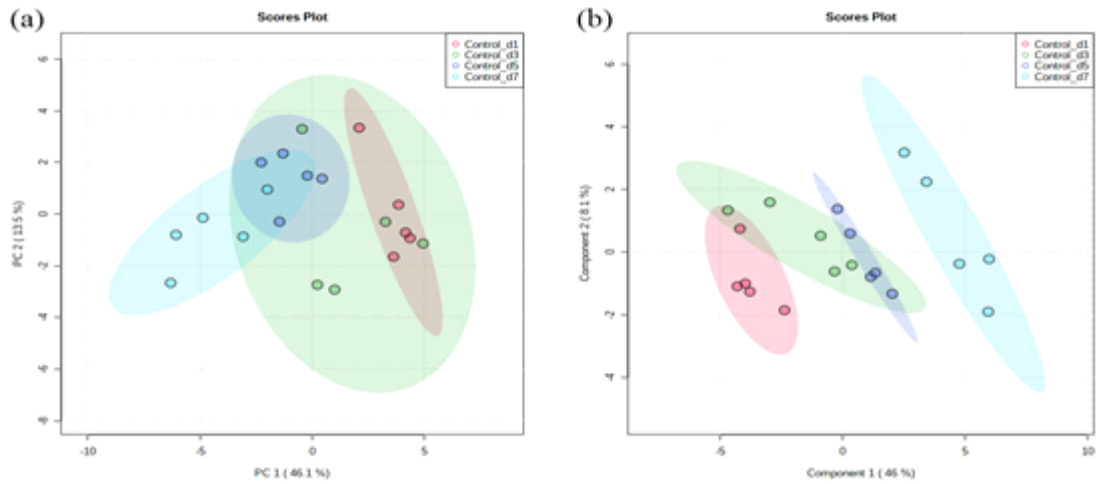 (a)
Scores Plot
Control_d1
Control_d3
Control_d5
Control_d7
PC 2 ( 13.5 %)
6
4
2
0
-2
-4
-6
-8
-10
-5
0
5
PC 1 ( 46.1 %)
(b)
Scores Plot
Control_d1
Control_d3
Control_d5
Control_d7
Component 2 ( 8.1 %)
6
4
2
0
-2
-4
-5
0
5
10
Component 1 ( 46 %)